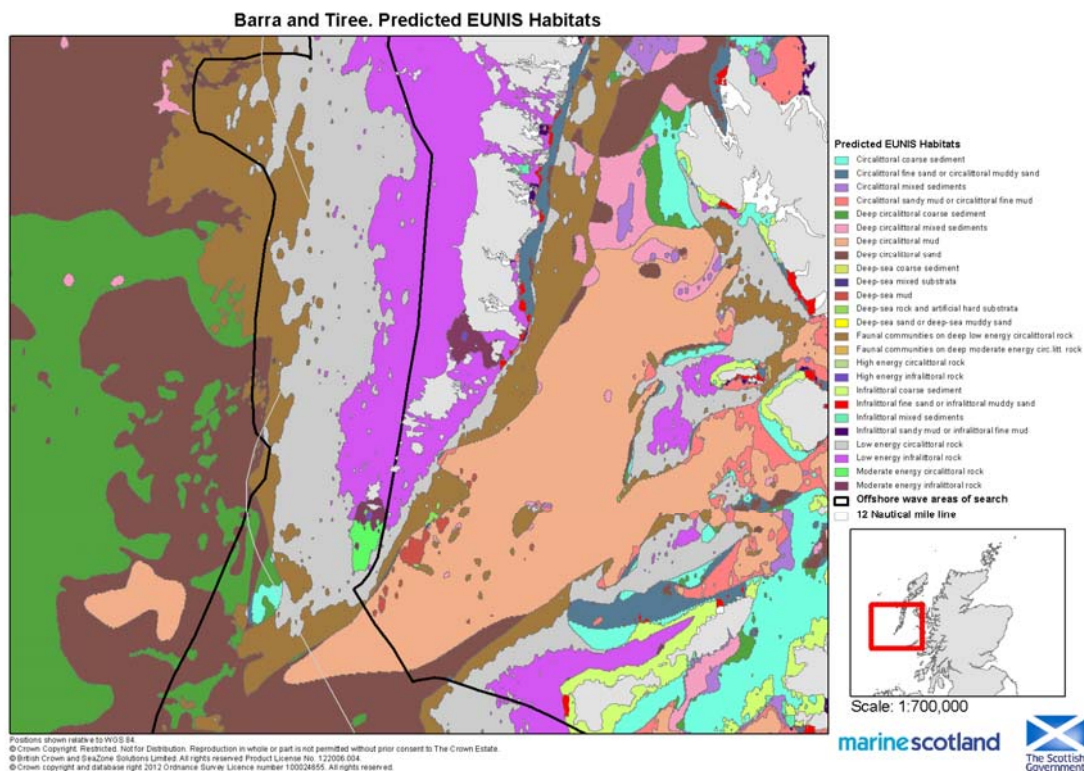 Barra and Tiree. Predicted EUNIS Habitats
Predicted EUNIS Habitats
Circalittoral coarse sediment
Circalittoral fine sand or circalittoral muddy sand
Circalittoral mixed sediments
Circalittoral sandy mud or circalittoral fine mud
Deep circalittoral coarse sediment
Deep circalittoral mixed sediments
Deep circalittoral mud
Deep circalittoral sand
Deep-sea coarse sediment
Deep-sea mixed substrata
Deep-sea mud
Deep-sea rock and artificial hard substrata
Deep-sea sand or deep-sea muddy sand
Faunal communities on deep low energy circalittoral rock
Faunal communities on deep moderate energy circ.litt. rock
High energy circalittoral rock
High energy infralittoral rock
Infralittoral coarse sediment
Infralittoral fine sand or infralittoral muddy sand
Infralittoral mixed sediments
Infralittoral sandy mud or infralittoral fine mud
Low energy circalittoral rock
Low energy infralittoral rock
Moderate energy circalittoral rock
Moderate energy infralittoral rock
Offshore wave areas of search
12 Nautical mile line
Scale: 1:700,000
marinescotland
The Scottish
Government
Positions shown relative to WGS 84.
© Crown Copyright. Restricted. Not for Distribution. Reproduction in whole or part is not permitted without prior consent to The Crown Estate.
© British Crown and SeaZone Solutions Limited. All rights reserved Product License No. 122006.004.
© Crown copyright and database right 2012 Ordnance Survey Licence number 100024655. All rights reserved.